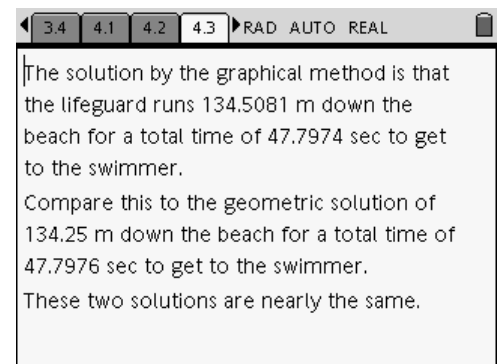 3.4 4.1 4.2 4.3 RAD AUTO REAL
The solution by the graphical method is that
the lifeguard runs 134.5081 m down the
beach for a total time of 47.7974 sec to get
to the swimmer.
Compare this to the geometric solution of
134.25 m down the beach for a total time of
47.7976 sec to get to the swimmer.
These two solutions are nearly the same.